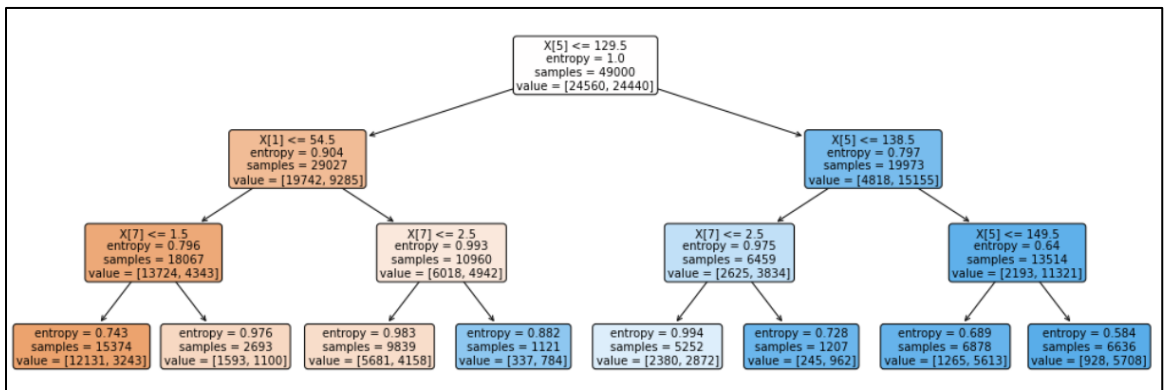 X[5] <= 129.5
entropy = 1.0
samples = 49000
value = [24560, 24440]
X[1] <= 54.5
entropy = 0.904
samples = 29027
value = [19742, 9285]
X[5] <= 138.5
entropy = 0.797
samples = 19973
value = [4818, 15155]
X[7] <= 1.5
entropy = 0.796
samples = 18067
value = [13724, 4343]
X[7] <= 2.5
entropy = 0.993
samples = 10960
value = [6018, 4942]
X[7] <= 2.5
entropy = 0.975
samples = 6459
value = [2625, 3834]
X[5] <= 149.5
entropy = 0.64
samples = 13514
value = [2193, 11321]
entropy = 0.743
samples = 15374
value = [12131, 3243]
entropy = 0.976
samples = 2693
value = [1593, 1100]
entropy = 0.983
samples = 9839
value = [5681, 4158]
entropy = 0.882
samples = 1121
value = [337, 784]
entropy = 0.994
samples = 5252
value = [2380, 2872]
entropy = 0.728
samples = 1207
value = [245, 962]
entropy = 0.689
samples = 6878
value = [1265, 5613]
entropy = 0.584
samples = 6636
value = [928, 5708]